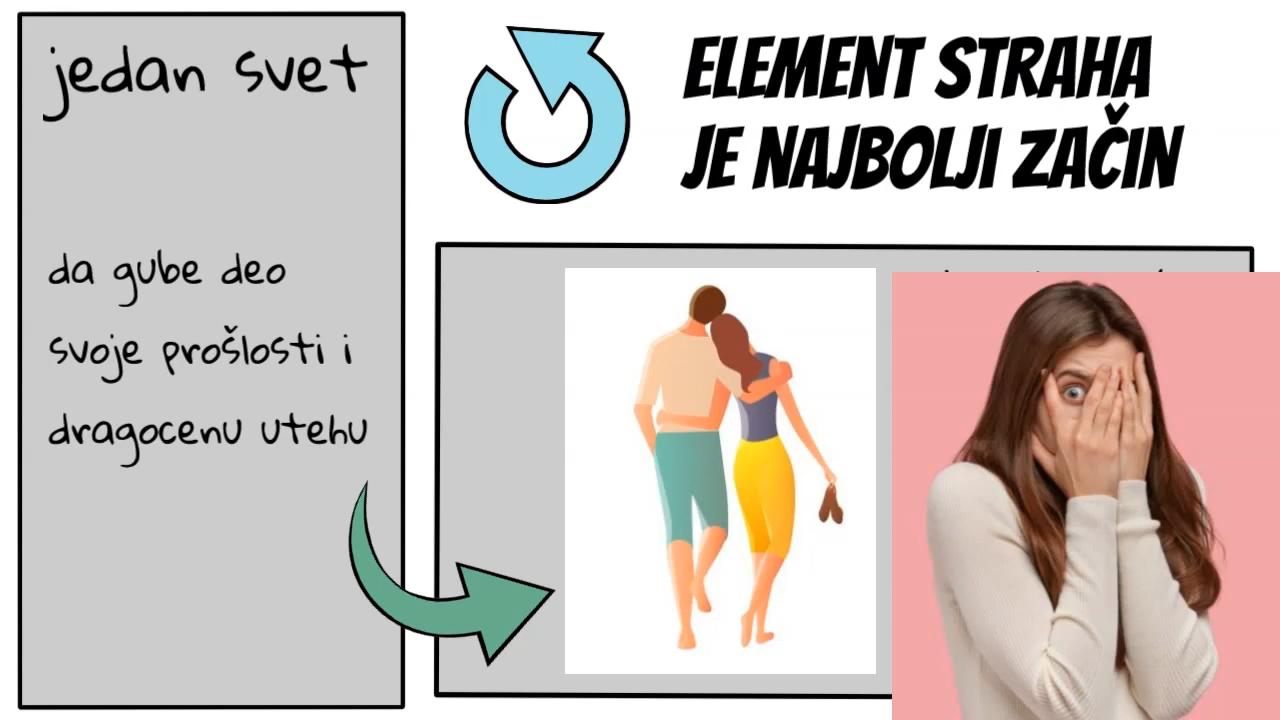 jedan svet
da gube deo
svoje prošlosti i
dragocenu utehu
ELEMENT STRAHA
JE NAJBOLJI ZAČIN